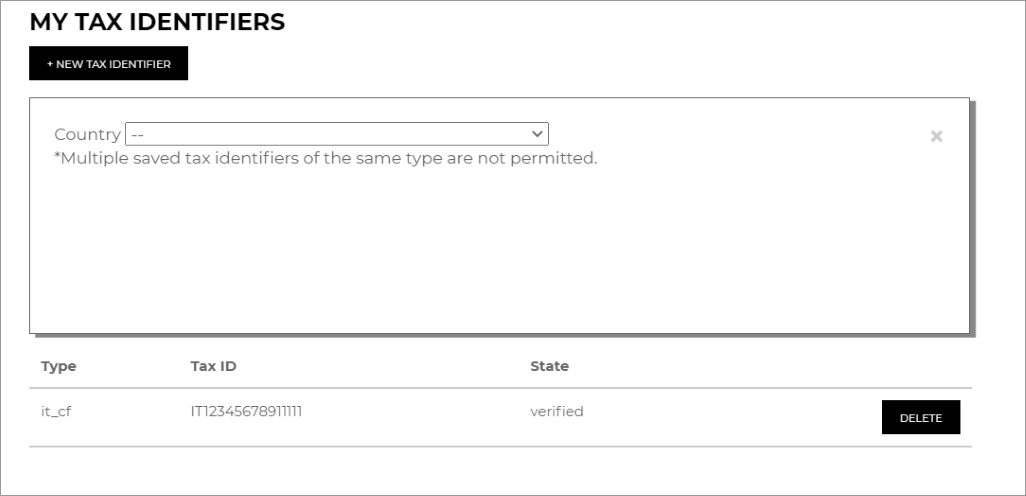 MY TAX IDENTIFIERS
+ NEW TAX IDENTIFIER
Country --
*Multiple saved tax identifiers of the same type are not permitted.
Type Tax ID State
it_cf IT12345678911111 verified DELETE